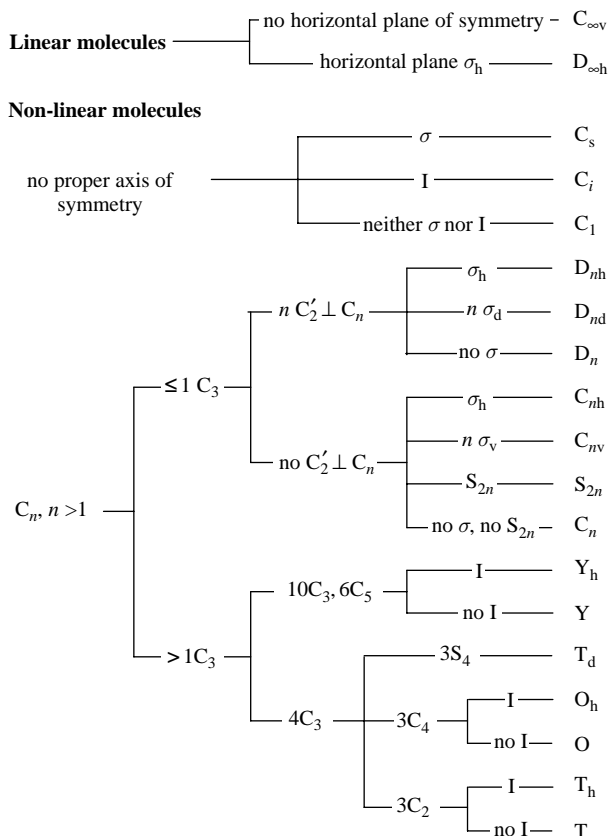 no horizontal plane of symmetry C∞v
Linear molecules
horizontal plane σh D∞h
Non-linear molecules
σ Cs
no proper axis of symmetry
I Ci
neither σ nor I C1
σh Dnh
n C2′ ⊥ Cn
n σd Dnd
no σ Dn
≤ 1 C3
σh Cnh
n σv Cnv
no C2′ ⊥ Cn
S2n S2n
Cn, n >1
no σ, no S2n Cn
I Yh
10C3, 6C5
no I Y
> 1C3
3S4 Td
I Oh
4C3
3C4
no I O
I Th
3C2
no I T